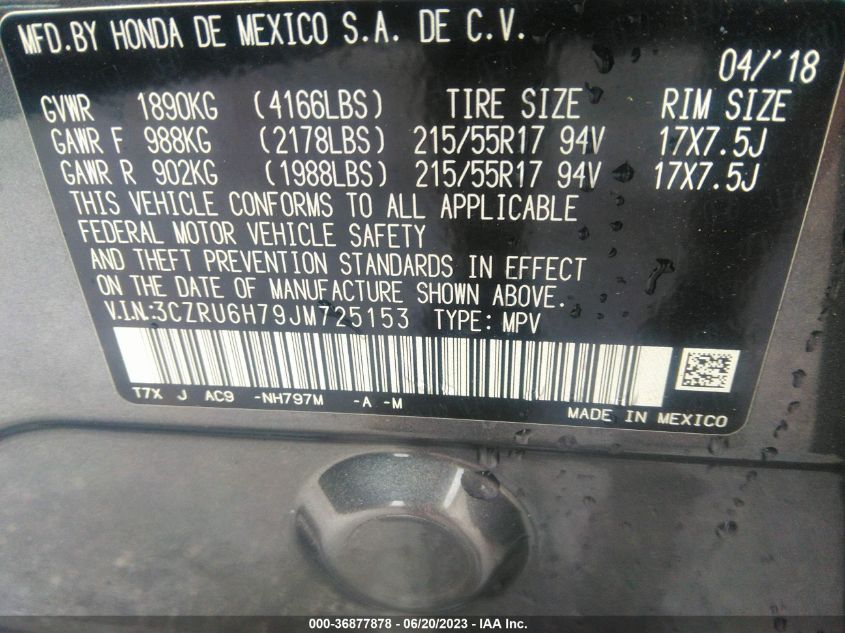 MFD.BY HONDA DE MEXICO S.A. DE C.V.
04/'18
GVWR 1890KG (4166LBS) TIRE SIZE RIM SIZE
GAWR F 988KG (2178LBS) 215/55R17 94V 17X7.5J
GAWR R 902KG (1988LBS) 215/55R17 94V 17X7.5J
THIS VEHICLE CONFORMS TO ALL APPLICABLE
FEDERAL MOTOR VEHICLE SAFETY
AND THEFT PREVENTION STANDARDS IN EFFECT
ON THE DATE OF MANUFACTURE SHOWN ABOVE.
V.I.N:3CZRU6H79JM725153 TYPE: MPV
T7X J AC9 -NH797M -A -M
MADE IN MEXICO
000-36877878 / 06/20/2023 - IAA Inc.